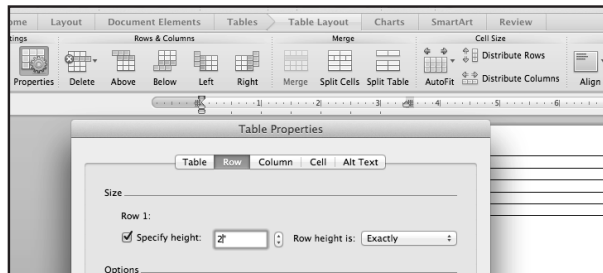 ome Layout Document Elements Tables Table Layout Charts SmartArt Review
tings Rows & Columns Merge Cell Size
Distribute Rows
Distribute Columns
Properties Delete Above Below Left Right Merge Split Cells Split Table AutoFit Align
1 2 3 4 5 6
Table Properties
Table Row Column Cell Alt Text
Size
Row 1:
Specify height: 2" Row height is: Exactly
Options